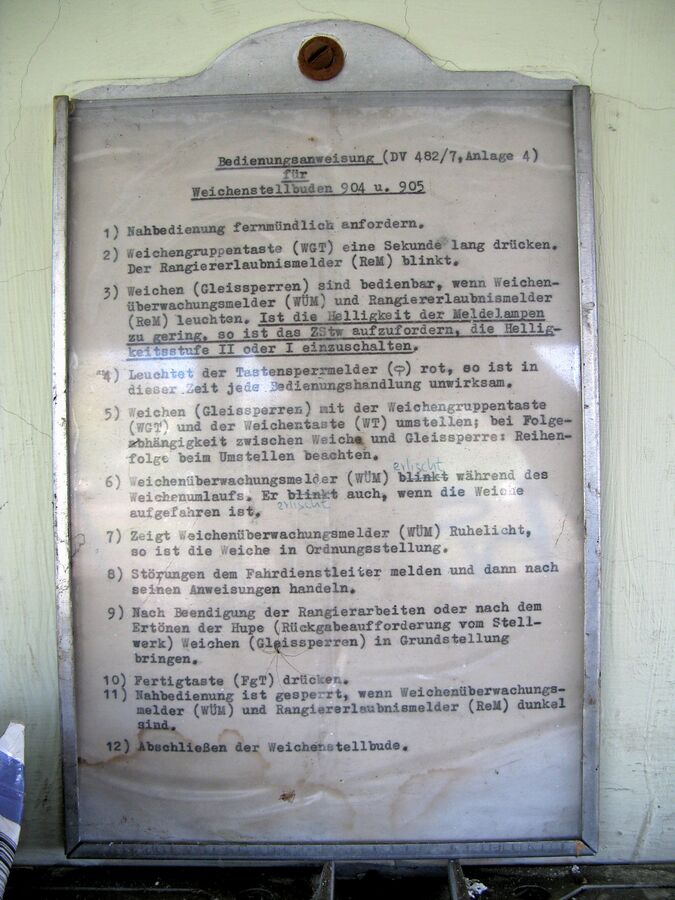 Bedienungsanweisung (DV 482/7, Anlage 4)
für
Weichenstellbuden 904 u. 905
1) Nahbedienung fernmündlich anfordern.
2) Weichengruppentaste (WGT) eine Sekunde lang drücken.
Der Rangiererlaubnismelder (ReM) blinkt.
3) Weichen (Gleissperren) sind bedienbar, wenn Weichen-
überwachungsmelder (WÜM) und Rangiererlaubnismelder
(ReM) leuchten. Ist die Helligkeit der Meldelampen
zu gering, so ist das ZStw aufzufordern, die Hellig-
keitsstufe II oder I einzuschalten.
4) Leuchtet der Tastensperrmelder ( ) rot, so ist in
dieser Zeit jede Bedienungshandlung unwirksam.
5) Weichen (Gleissperren) mit der Weichengruppentaste
(WGT) und der Weichentaste (WT) umstellen; bei Folge-
abhängigkeit zwischen Weiche und Gleissperre: Reihen-
folge beim Umstellen beachten.
erlischt
6) Weichenüberwachungsmelder (WÜM) blinkt während des
Weichenumlaufs. Er blinkt auch, wenn die Weiche
erlischt
aufgefahren ist.
7) Zeigt Weichenüberwachungsmelder (WÜM) Ruhelicht,
so ist die Weiche in Ordnungsstellung.
8) Störungen dem Fahrdienstleiter melden und dann nach
seinen Anweisungen handeln.
9) Nach Beendigung der Rangierarbeiten oder nach dem
Ertönen der Hupe (Rückgabeaufforderung vom Stell-
werk) Weichen (Gleissperren) in Grundstellung
bringen.
10) Fertigtaste (FgT) drücken.
11) Nahbedienung ist gesperrt, wenn Weichenüberwachungs-
melder (WÜM) und Rangiererlaubnismelder (ReM) dunkel
sind.
12) Abschließen der Weichenstellbude.